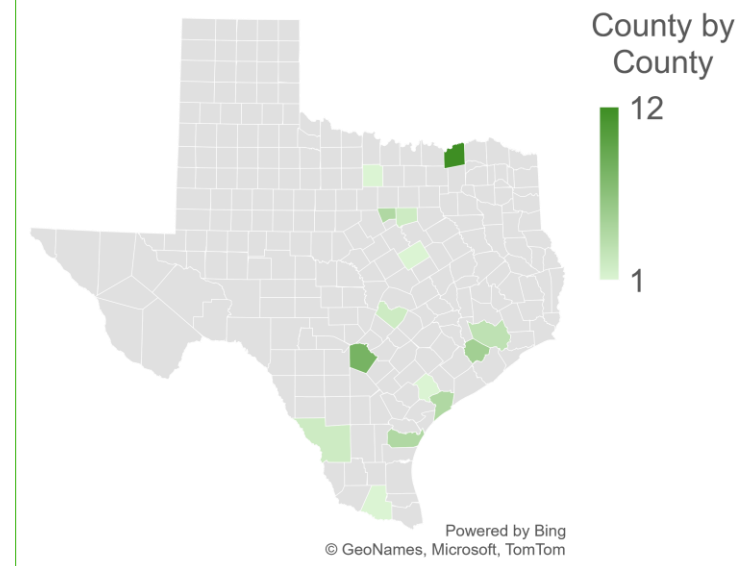 County by
County
12
1
Powered by Bing
© GeoNames, Microsoft, TomTom